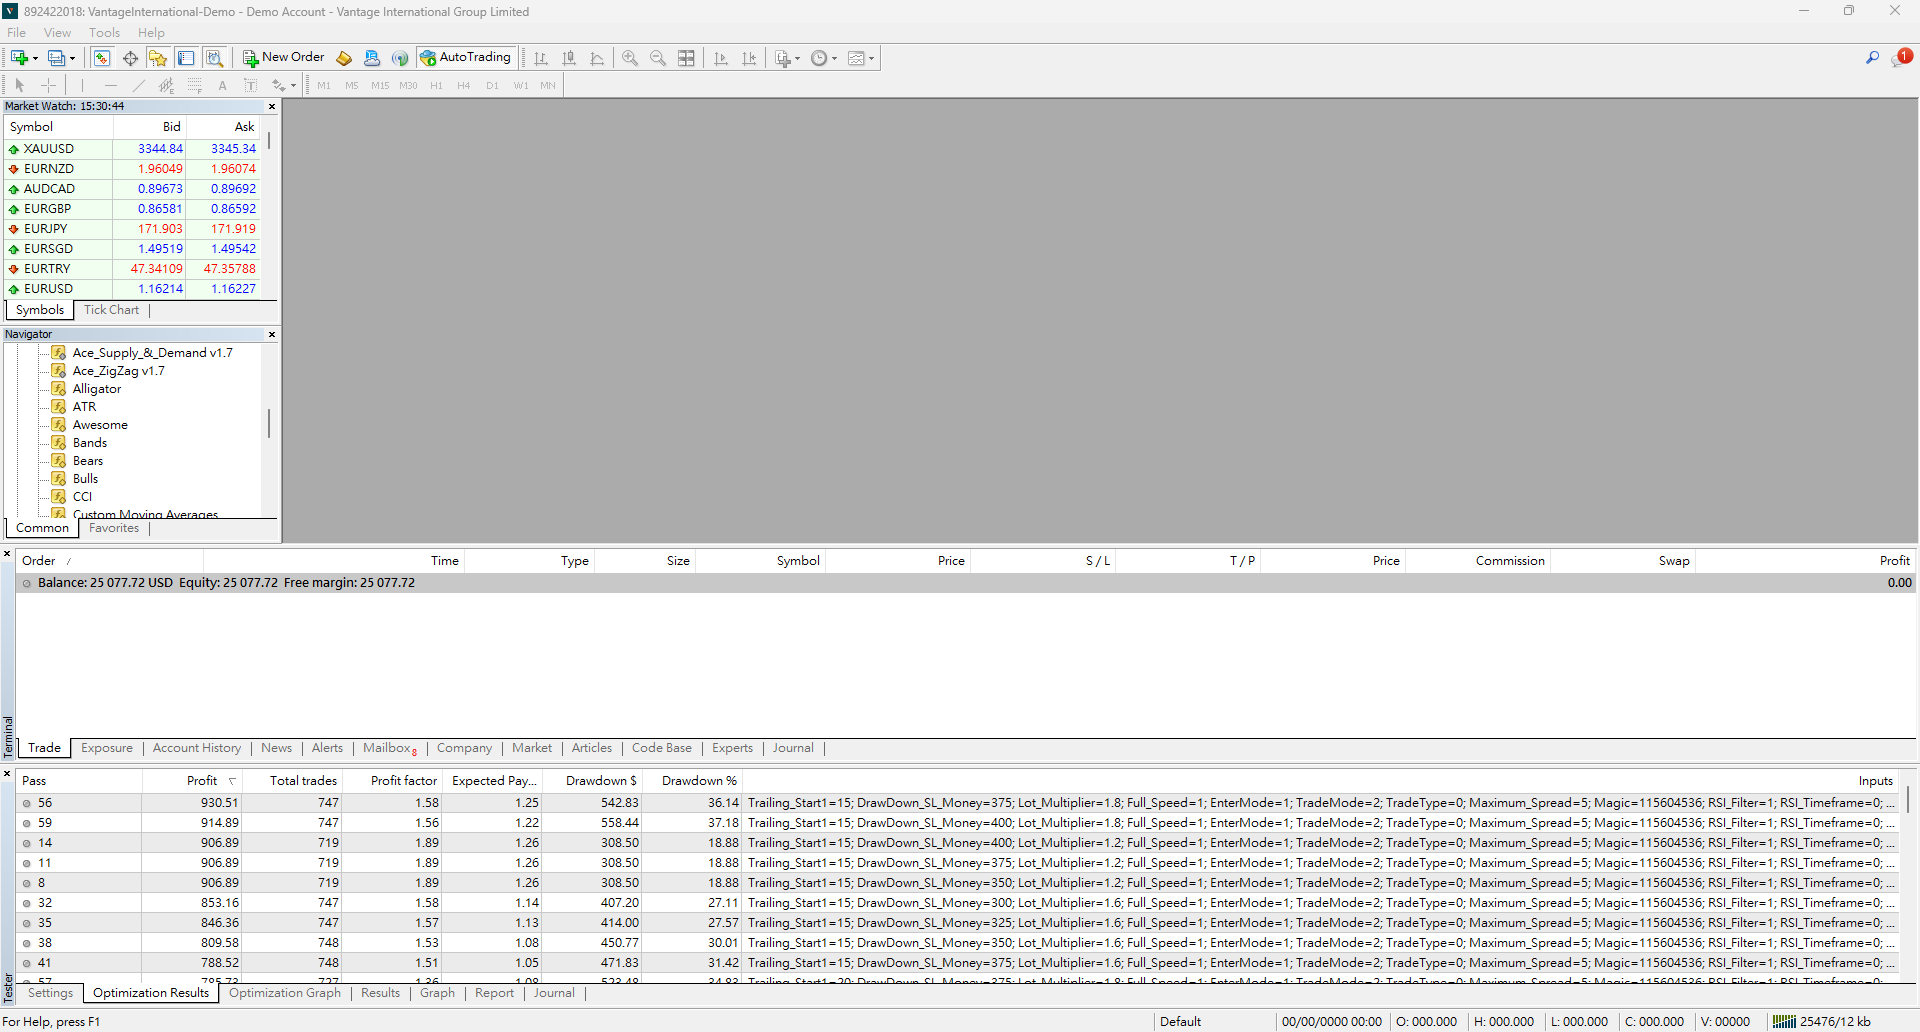 892422018: VantageInternational-Demo - Demo Account - Vantage International Group Limited
File View Tools Help
New Order AutoTrading 1
E F A T M1 M5 M15 M30 H1 H4 D1 W1 MN
Market Watch: 15:30:44
Symbol Bid Ask
XAUUSD 3344.84 3345.34
EURNZD 1.96049 1.96074
AUDCAD 0.89673 0.89692
EURGBP 0.86581 0.86592
EURJPY 171.903 171.919
EURSGD 1.49519 1.49542
EURTRY 47.34109 47.35788
EURUSD 1.16214 1.16227
Symbols Tick Chart
Navigator
Ace_Supply_&_Demand v1.7
Ace_ZigZag v1.7
Alligator
ATR
Awesome
Bands
Bears
Bulls
CCI
Custom Moving Averages
Common Favorites
Order / Time Type Size Symbol Price S / L T / P Price Commission Swap Profit
Balance: 25 077.72 USD Equity: 25 077.72 Free margin: 25 077.72 0.00
Terminal
Trade Exposure Account History News Alerts Mailbox 8 Company Market Articles Code Base Experts Journal
Pass Profit Total trades Profit factor Expected Pay... Drawdown $ Drawdown % Inputs
56 930.51 747 1.58 1.25 542.83 36.14 Trailing_Start1=15; DrawDown_SL_Money=375; Lot_Multiplier=1.8; Full_Speed=1; EnterMode=1; TradeMode=2; TradeType=0; Maximum_Spread=5; Magic=115604536; RSI_Filter=1; RSI_Timeframe=0; ...
59 914.89 747 1.56 1.22 558.44 37.18 Trailing_Start1=15; DrawDown_SL_Money=400; Lot_Multiplier=1.8; Full_Speed=1; EnterMode=1; TradeMode=2; TradeType=0; Maximum_Spread=5; Magic=115604536; RSI_Filter=1; RSI_Timeframe=0; ...
14 906.89 719 1.89 1.26 308.50 18.88 Trailing_Start1=15; DrawDown_SL_Money=400; Lot_Multiplier=1.2; Full_Speed=1; EnterMode=1; TradeMode=2; TradeType=0; Maximum_Spread=5; Magic=115604536; RSI_Filter=1; RSI_Timeframe=0; ...
11 906.89 719 1.89 1.26 308.50 18.88 Trailing_Start1=15; DrawDown_SL_Money=375; Lot_Multiplier=1.2; Full_Speed=1; EnterMode=1; TradeMode=2; TradeType=0; Maximum_Spread=5; Magic=115604536; RSI_Filter=1; RSI_Timeframe=0; ...
8 906.89 719 1.89 1.26 308.50 18.88 Trailing_Start1=15; DrawDown_SL_Money=350; Lot_Multiplier=1.2; Full_Speed=1; EnterMode=1; TradeMode=2; TradeType=0; Maximum_Spread=5; Magic=115604536; RSI_Filter=1; RSI_Timeframe=0; ...
32 853.16 747 1.58 1.14 407.20 27.11 Trailing_Start1=15; DrawDown_SL_Money=300; Lot_Multiplier=1.6; Full_Speed=1; EnterMode=1; TradeMode=2; TradeType=0; Maximum_Spread=5; Magic=115604536; RSI_Filter=1; RSI_Timeframe=0; ...
35 846.36 747 1.57 1.13 414.00 27.57 Trailing_Start1=15; DrawDown_SL_Money=325; Lot_Multiplier=1.6; Full_Speed=1; EnterMode=1; TradeMode=2; TradeType=0; Maximum_Spread=5; Magic=115604536; RSI_Filter=1; RSI_Timeframe=0; ...
38 809.58 748 1.53 1.08 450.77 30.01 Trailing_Start1=15; DrawDown_SL_Money=350; Lot_Multiplier=1.6; Full_Speed=1; EnterMode=1; TradeMode=2; TradeType=0; Maximum_Spread=5; Magic=115604536; RSI_Filter=1; RSI_Timeframe=0; ...
41 788.52 748 1.51 1.05 471.83 31.42 Trailing_Start1=15; DrawDown_SL_Money=375; Lot_Multiplier=1.6; Full_Speed=1; EnterMode=1; TradeMode=2; TradeType=0; Maximum_Spread=5; Magic=115604536; RSI_Filter=1; RSI_Timeframe=0; ...
Tester
Settings Optimization Results Optimization Graph Results Graph Report Journal
For Help, press F1 Default 00/00/0000 00:00 O: 000.000 H: 000.000 L: 000.000 C: 000.000 V: 00000 25476/12 kb